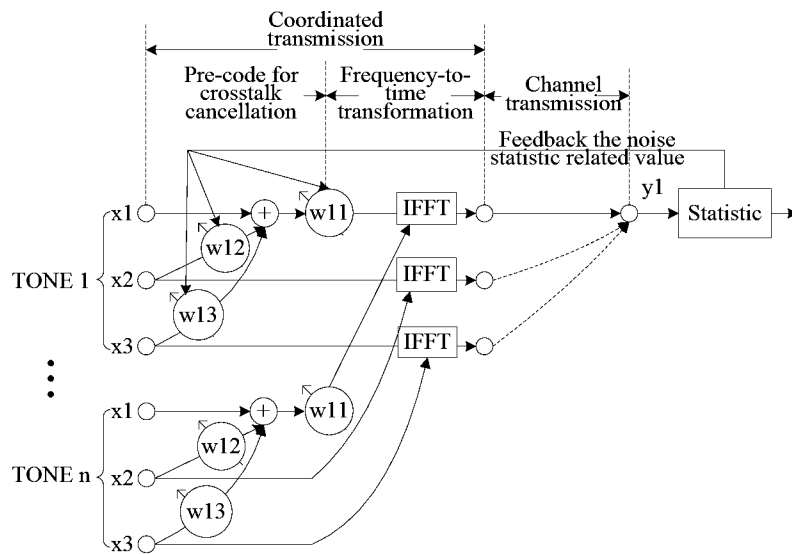 Coordinated
transmission
Pre-code for
crosstalk
cancellation
Frequency-to-
time
transformation
Channel
transmission
Feedback the noise
statistic related value
x1
+
w11
IFFT
y1
Statistic
w12
TONE 1
x2
IFFT
w13
x3
IFFT
x1
+
w11
w12
TONE n
x2
w13
x3